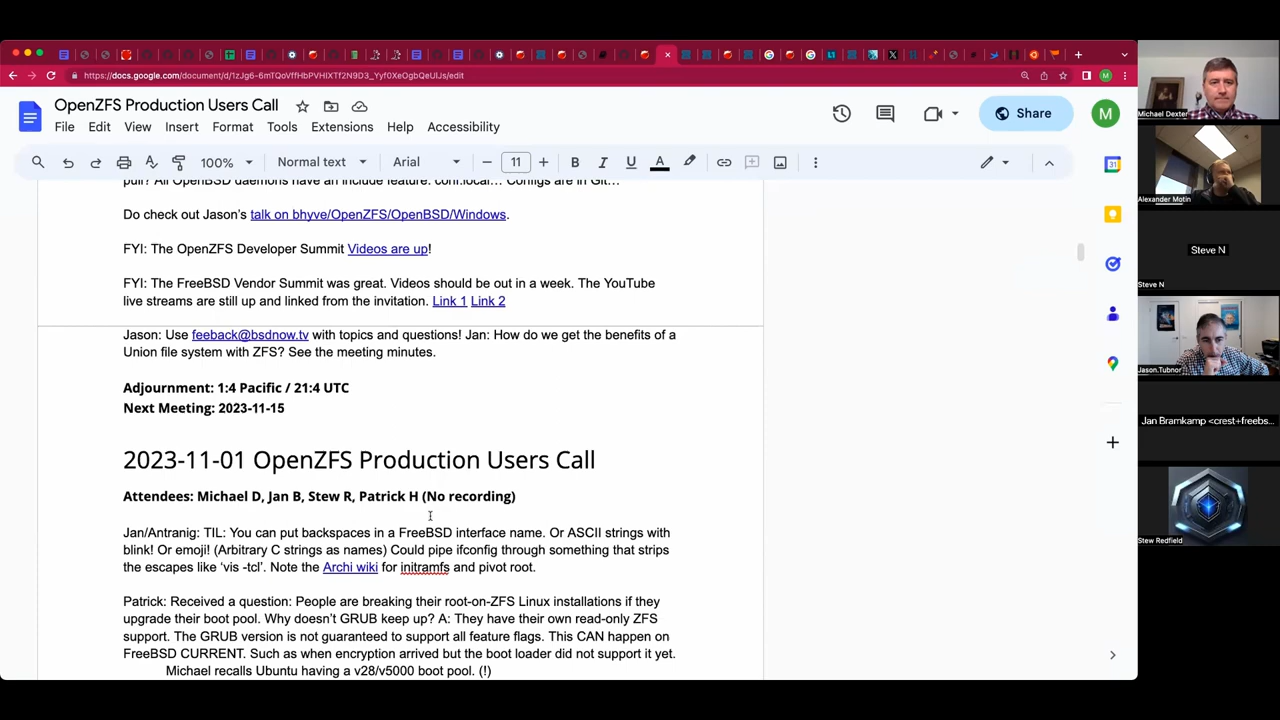 https://docs.google.com/document/d/1zJg6-6mTQoVffHbPVHIXTf2N9D3_Yyf0XeOgbQeUIJs/edit
OpenZFS Production Users Call
File Edit View Insert Format Tools Extensions Help Accessibility
Share
M
100% Normal text Arial 11
pull? All OpenBSD daemons have an include feature: conf.local... Configs are in Git...
Do check out Jason's talk on bhyve/OpenZFS/OpenBSD/Windows.
FYI: The OpenZFS Developer Summit Videos are up!
FYI: The FreeBSD Vendor Summit was great. Videos should be out in a week. The YouTube
live streams are still up and linked from the invitation. Link 1 Link 2
Jason: Use feeback@bsdnow.tv with topics and questions! Jan: How do we get the benefits of a
Union file system with ZFS? See the meeting minutes.
Adjournment: 1:4 Pacific / 21:4 UTC
Next Meeting: 2023-11-15
2023-11-01 OpenZFS Production Users Call
Attendees: Michael D, Jan B, Stew R, Patrick H (No recording)
Jan/Antranig: TIL: You can put backspaces in a FreeBSD interface name. Or ASCII strings with
blink! Or emoji! (Arbitrary C strings as names) Could pipe ifconfig through something that strips
the escapes like 'vis -tcl'. Note the Archi wiki for initramfs and pivot root.
Patrick: Received a question: People are breaking their root-on-ZFS Linux installations if they
upgrade their boot pool. Why doesn't GRUB keep up? A: They have their own read-only ZFS
support. The GRUB version is not guaranteed to support all feature flags. This CAN happen on
FreeBSD CURRENT. Such as when encryption arrived but the boot loader did not support it yet.
Michael recalls Ubuntu having a v28/v5000 boot pool. (!)
Michael Dexter
Alexander Motin
Steve N
Steve N
Jason.Tubnor
Jan Bramkamp <crest+freebs...
Stew Redfield